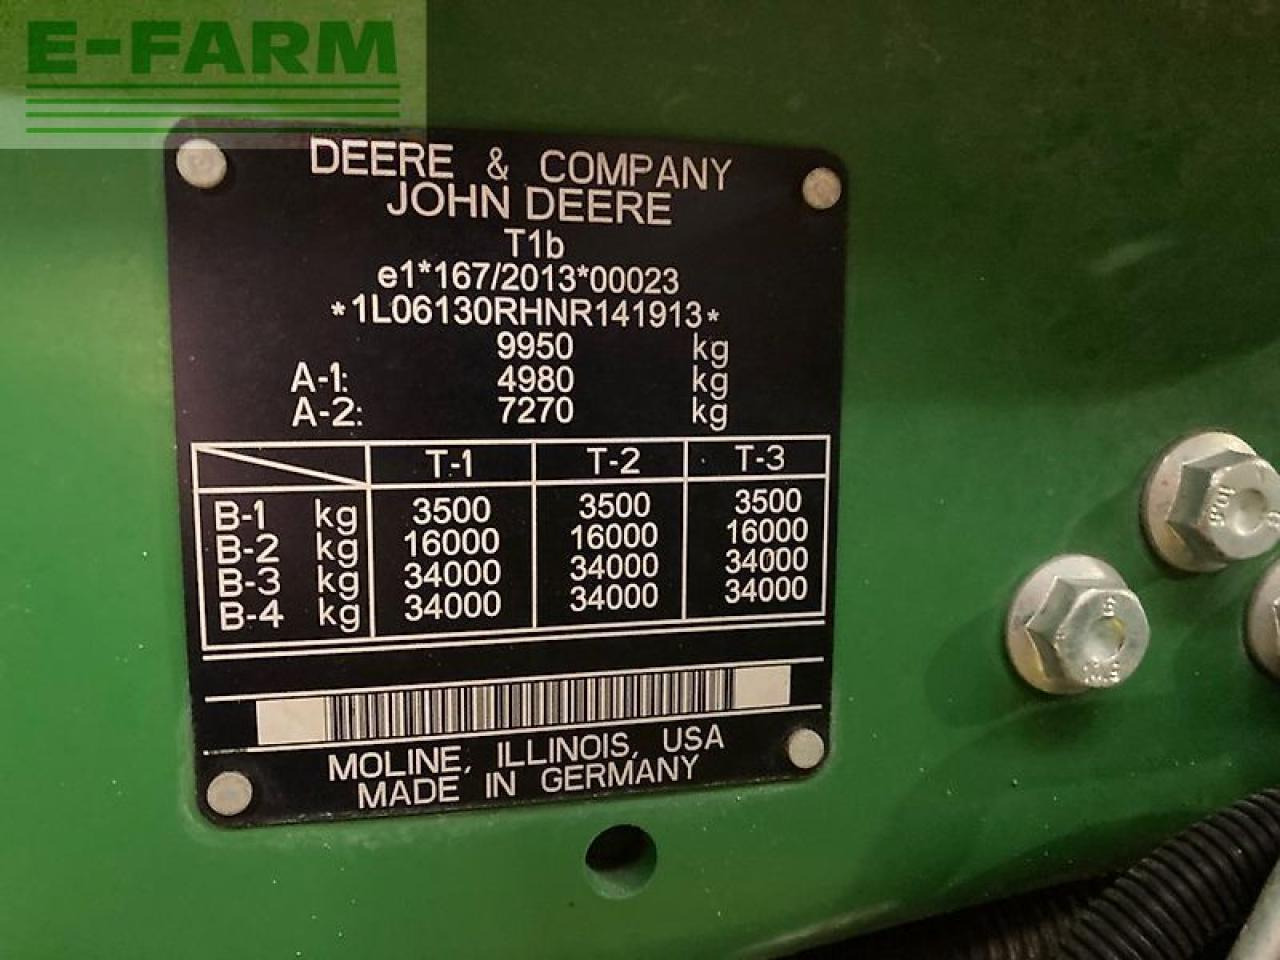 E-FARM
DEERE & COMPANY
JOHN DEERE
T1b
e1*167/2013*00023
*1L06130RHNR141913*
9950 kg
A-1: 4980 kg
A-2: 7270 kg
T-1 T-2 T-3
B-1 kg 3500 3500 3500
B-2 kg 16000 16000 16000
B-3 kg 34000 34000 34000
B-4 kg 34000 34000 34000
MOLINE, ILLINOIS, USA
MADE IN GERMANY